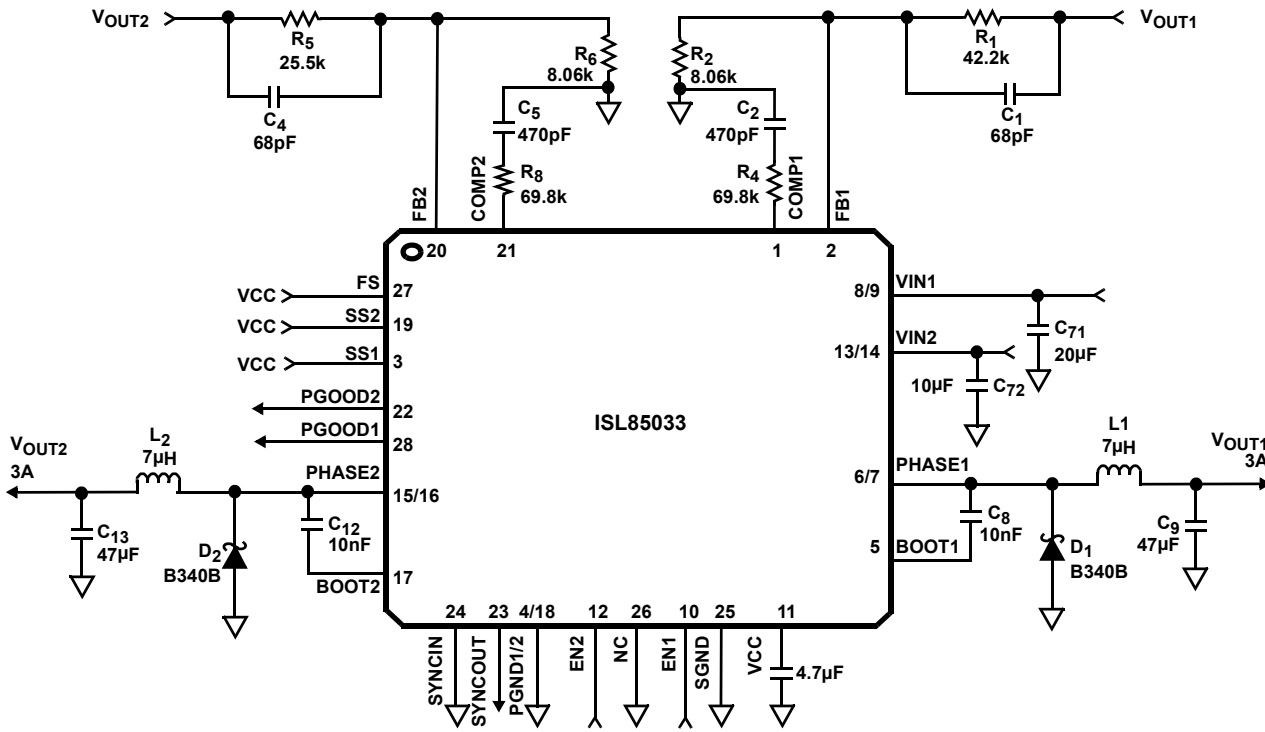 VOUT2
R5
25.5k
C4
68pF
R6
8.06k
C5
470pF
R8
69.8k
R2
8.06k
C2
470pF
R4
69.8k
R1
42.2k
C1
68pF
VOUT1
FB2
COMP2
COMP1
FB1
20
21
1
2
VCC
FS
27
VCC
SS2
19
VCC
SS1
3
PGOOD2
22
PGOOD1
28
PHASE2
15/16
BOOT2
17
ISL85033
8/9
VIN1
13/14
VIN2
C71
20µF
10µF
C72
6/7
PHASE1
5
BOOT1
C8
10nF
L1
7µH
VOUT1
3A
C9
47µF
D1
B340B
VOUT2
3A
L2
7µH
C13
47µF
D2
B340B
C12
10nF
24
23
4/18
12
26
10
25
11
SYNCIN
SYNCOUT
PGND1/2
EN2
NC
EN1
SGND
VCC
4.7µF